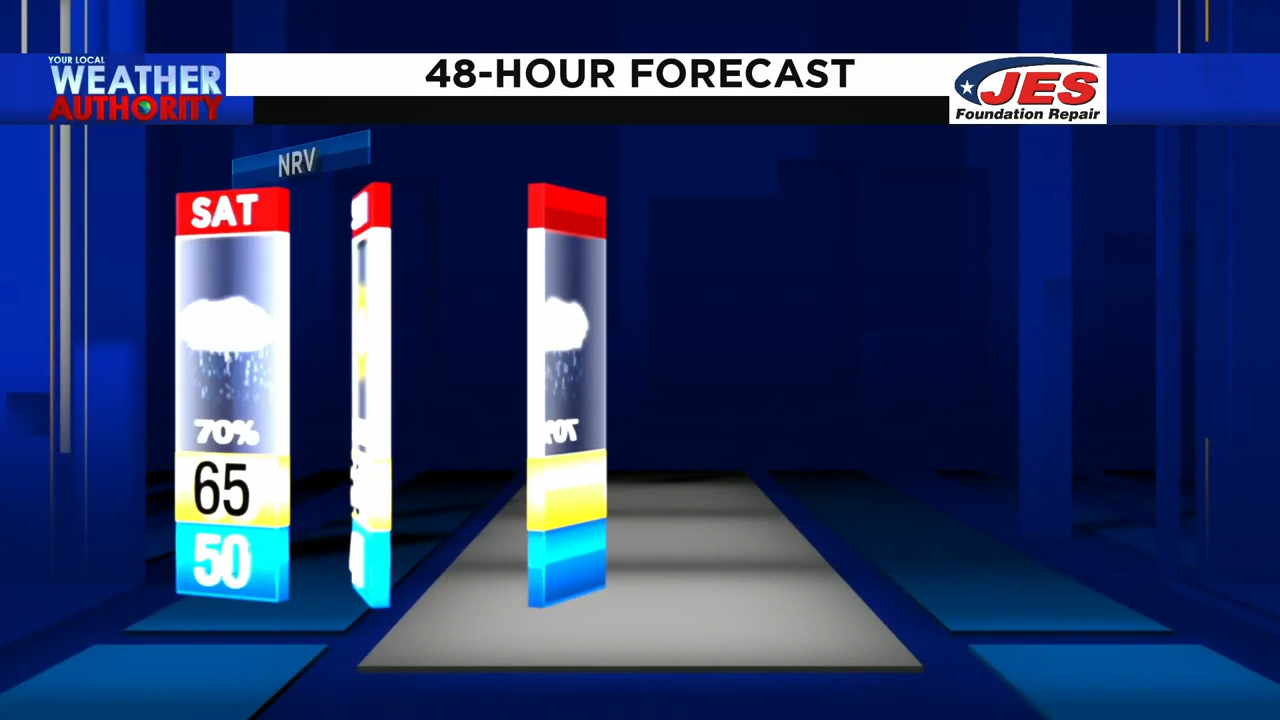 YOUR LOCAL
WEATHER
AUTHORITY
48-HOUR FORECAST
JES
Foundation Repair
NRV
SAT
70%
65
50